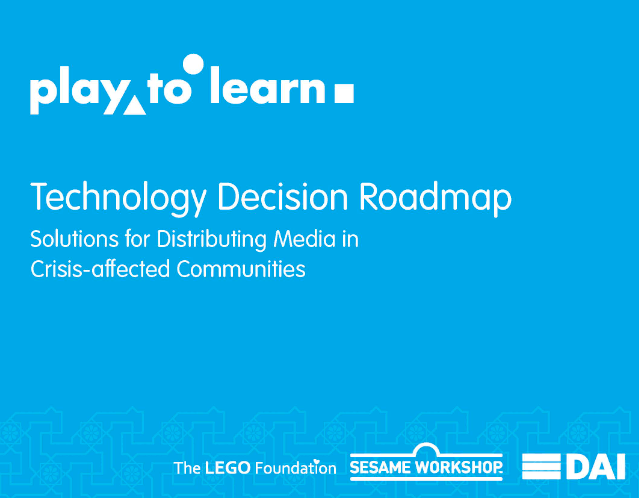 play to learn
Technology Decision Roadmap
Solutions for Distributing Media in
Crisis-affected Communities
The LEGO Foundation
SESAME WORKSHOP
DAI